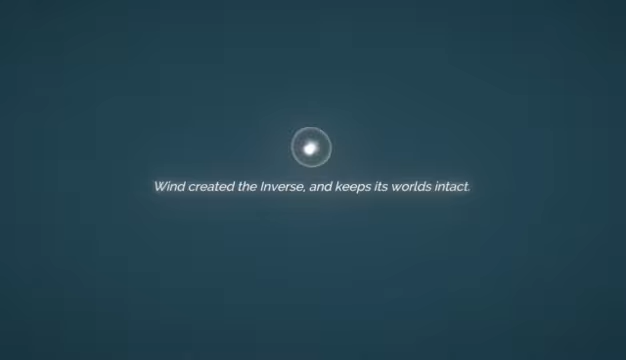 Wind created the Inverse, and keeps its worlds intact.